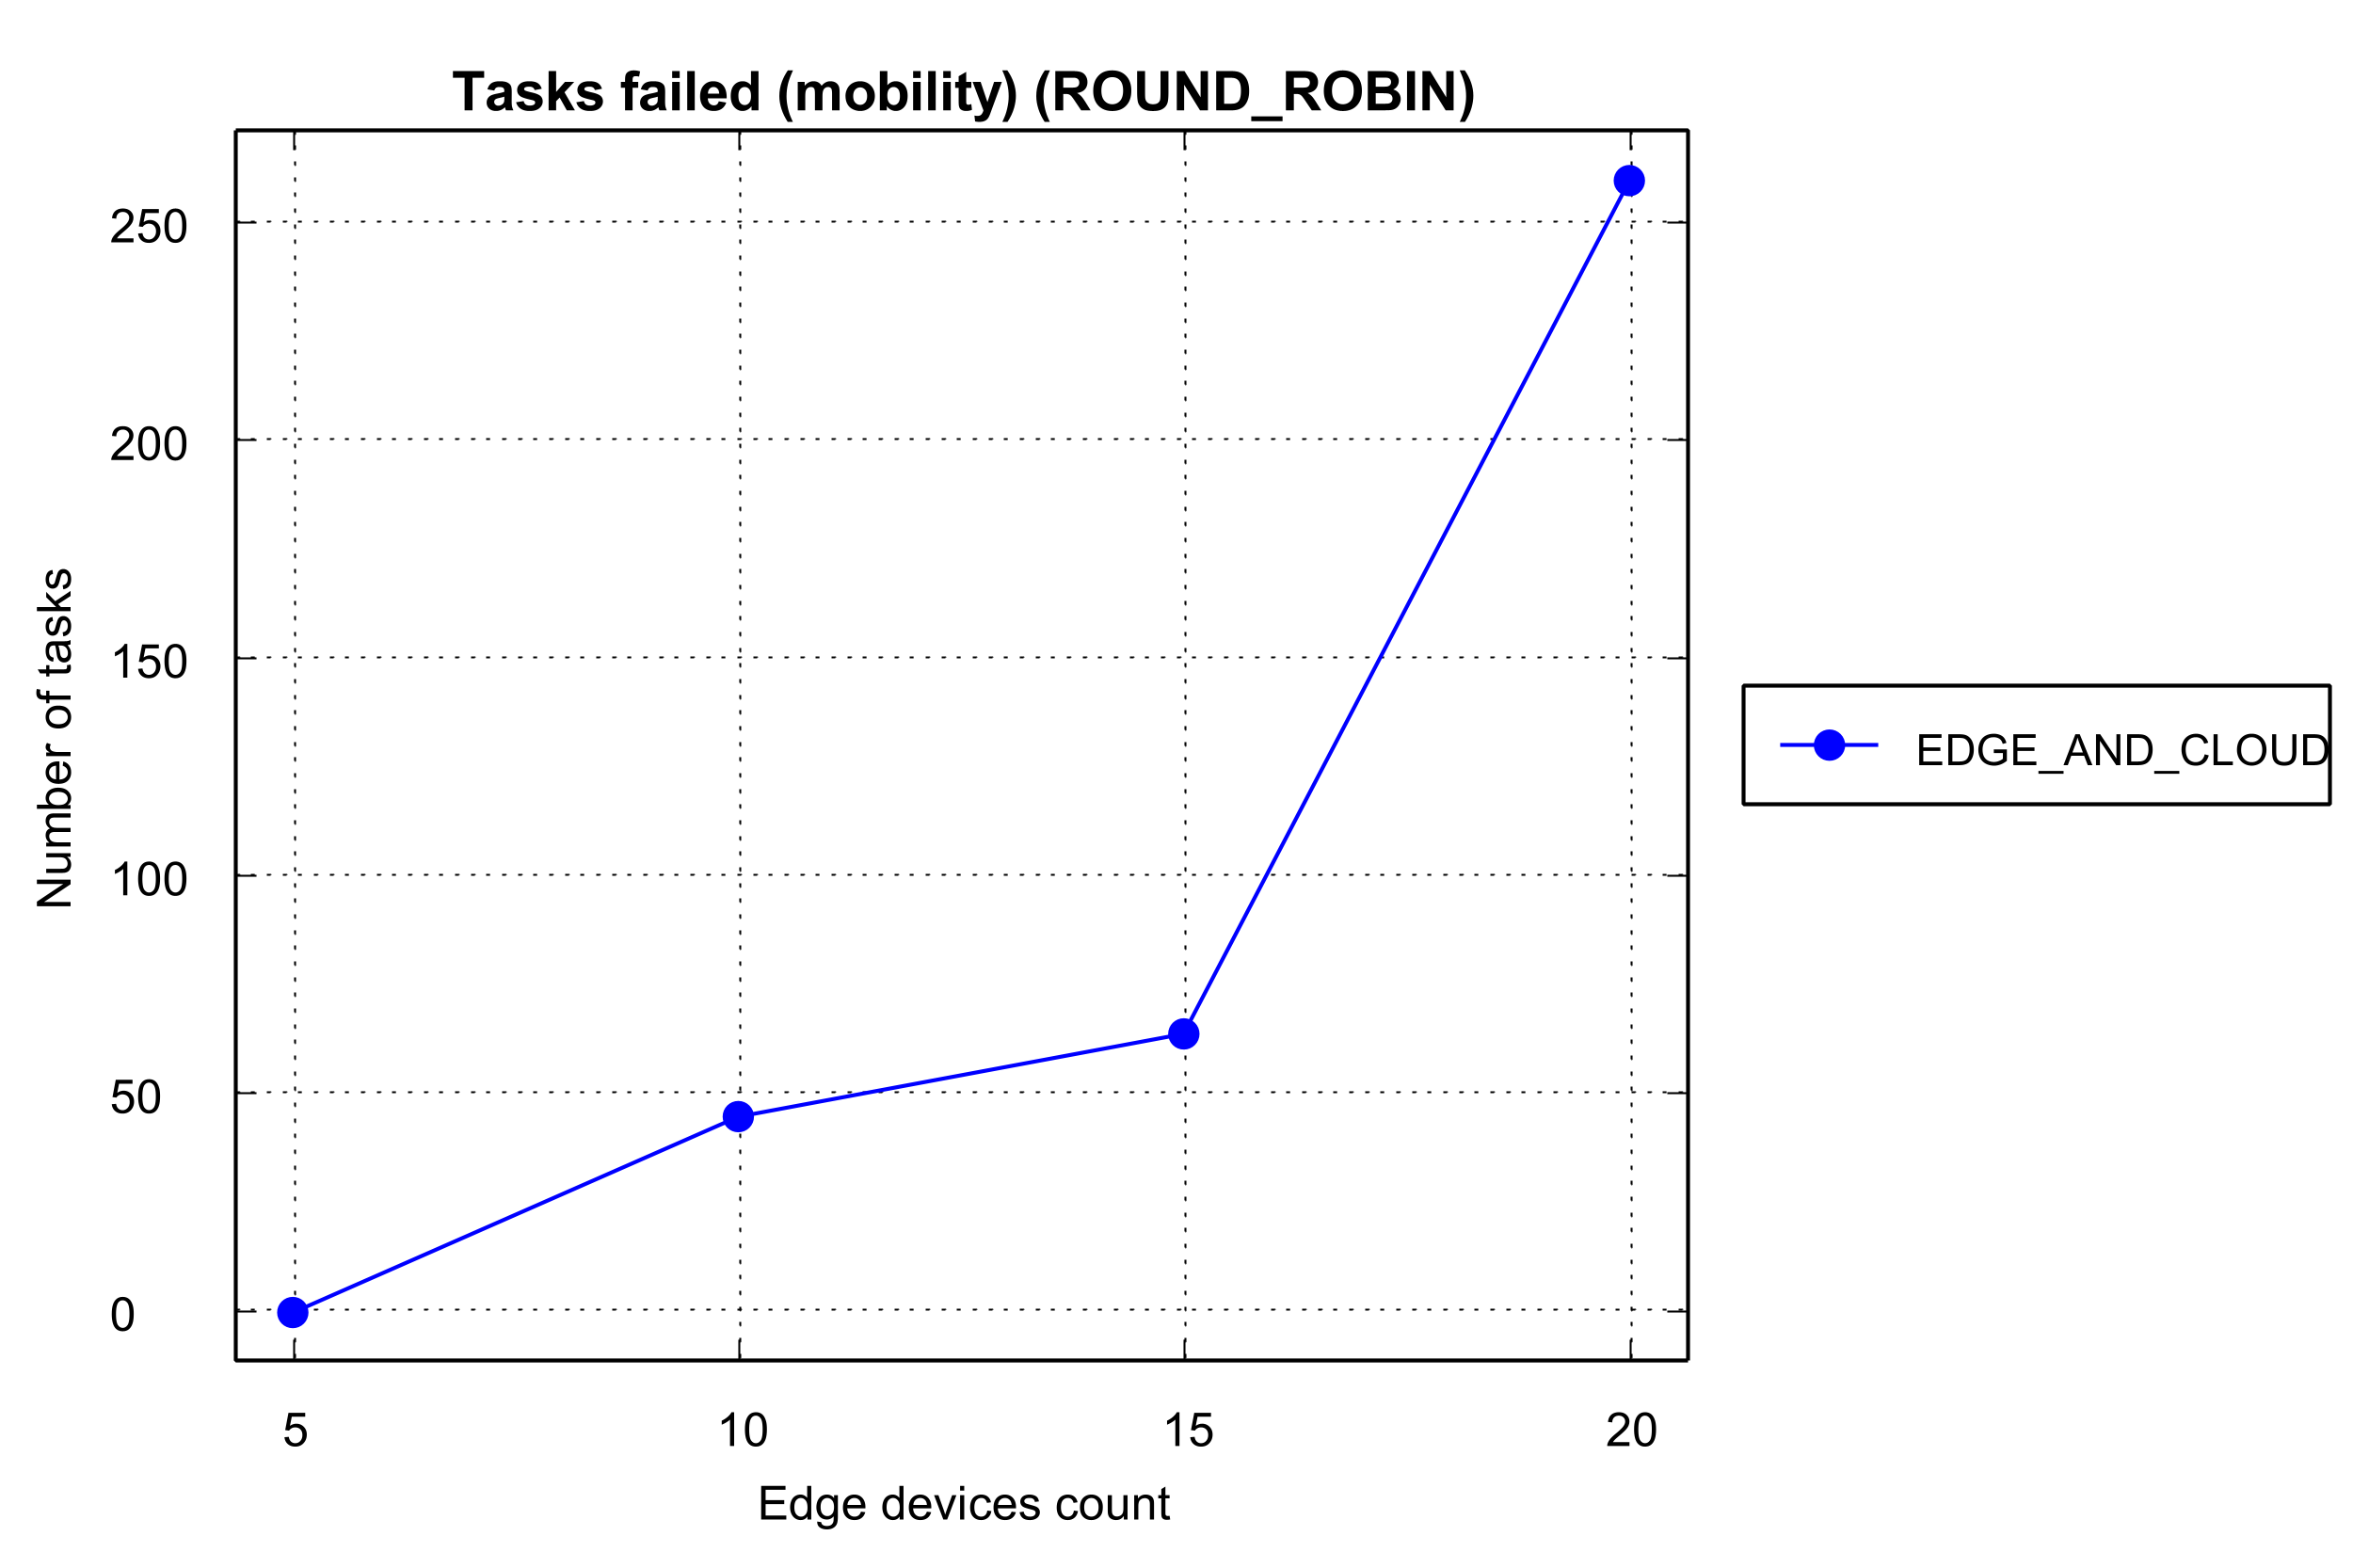 Tasks failed (mobility) (ROUND_ROBIN)
250
200
150
100
50
0
Number of tasks
5 10 15 20
Edge devices count
EDGE_AND_CLOUD